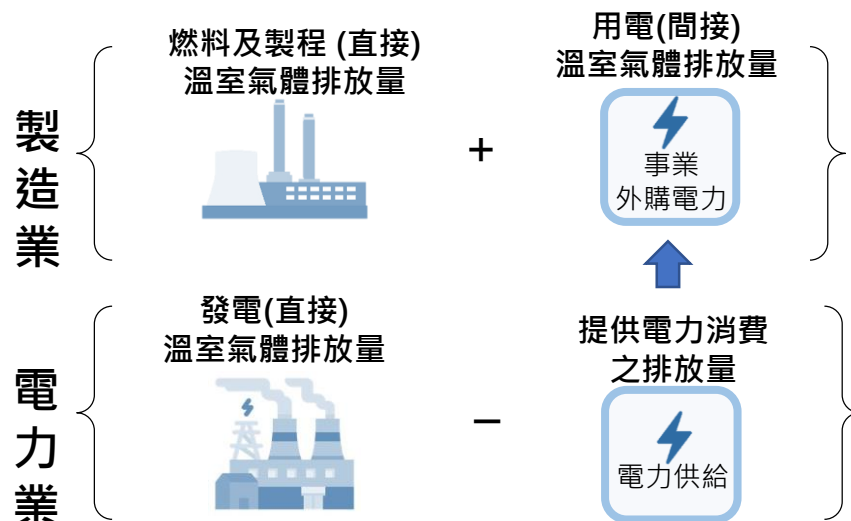 製造業
燃料及製程 (直接)
溫室氣體排放量
+
用電(間接)
溫室氣體排放量
事業
外購電力
電力業
發電(直接)
溫室氣體排放量
−
提供電力消費
之排放量
電力供給